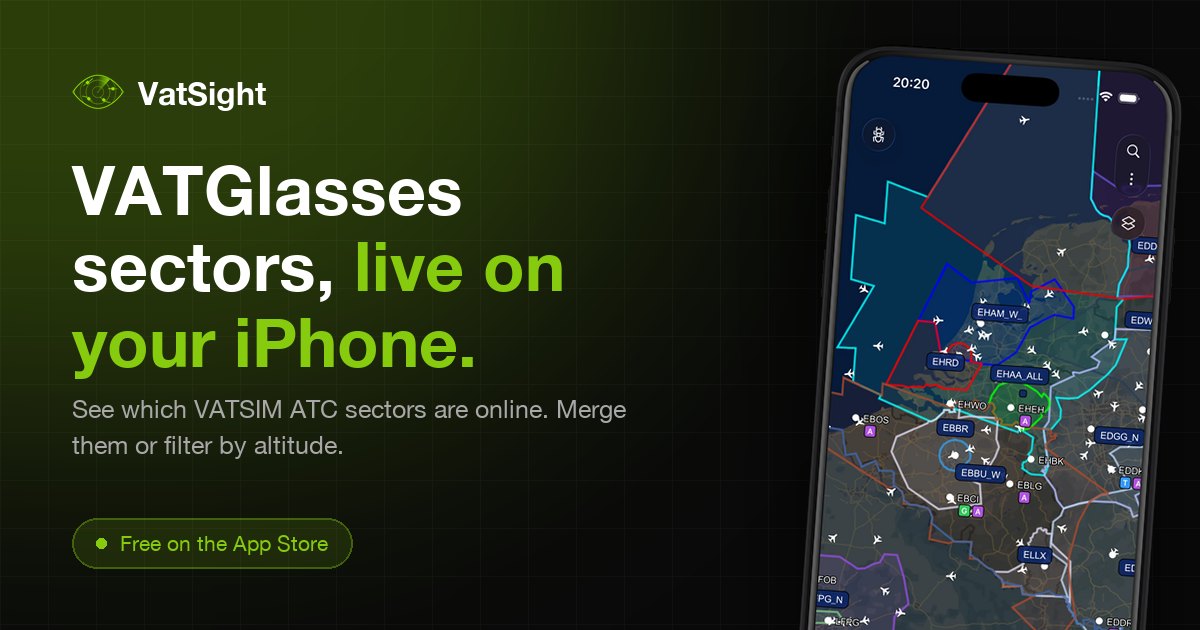 VatSight
VATGlasses
sectors, live on
your iPhone.
See which VATSIM ATC sectors are online. Merge
them or filter by altitude.
Free on the App Store
20:20
EDD
EHAM_W_
EDW
EHRD
EHAA_ALL
EHWO
EHEH
A
EBOS
A
EBBR
EDGG_N
EHBK
EBBU_W
EDDK
T A
EBLG
A
EBCI
G A
ELLX
FOB
ED
PG_N
LFRG
EDDF